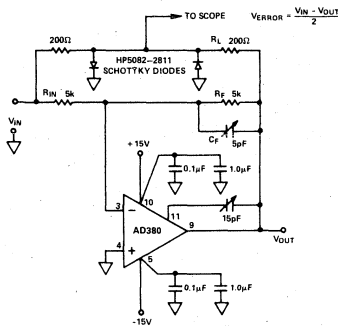 TO SCOPE
VERROR = VIN - VOUT
2
200Ω
RL 200Ω
HP5082-2811
SCHOTTKY DIODES
RIN 5k
RF 5k
VIN
CF
5pF
+15V
0.1μF
1.0μF
10
3
11
AD380
9
15pF
4
5
VOUT
0.1μF
1.0μF
-15V